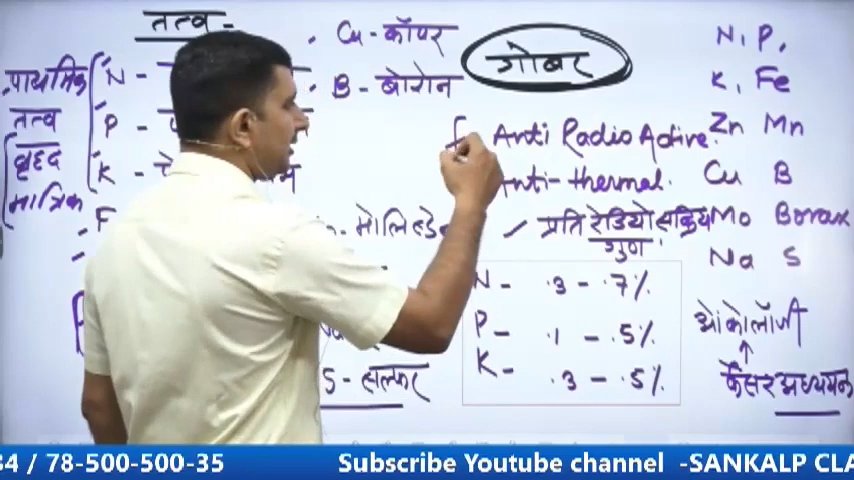 तत्व -
Cu - कॉपर
B - बोरोन
गोबर
N, P,
K, Fe
Zn Mn
Cu B
Mo Borax
Na S
प्राथमिक
तत्व
वृहद
मात्रिक
N -
P -
K -
F
Anti Radio Active.
Anti-thermal.
मोलिब्डे
प्रति रेडियो सक्रिय
गुण
N - .3 - .7%
P - .1 - .5%
K - .3 - .5%
S - सल्फर
ओंकोलॉजी
↑
कैंसर अध्ययन
34 / 78-500-500-35
Subscribe Youtube channel -SANKALP CLA